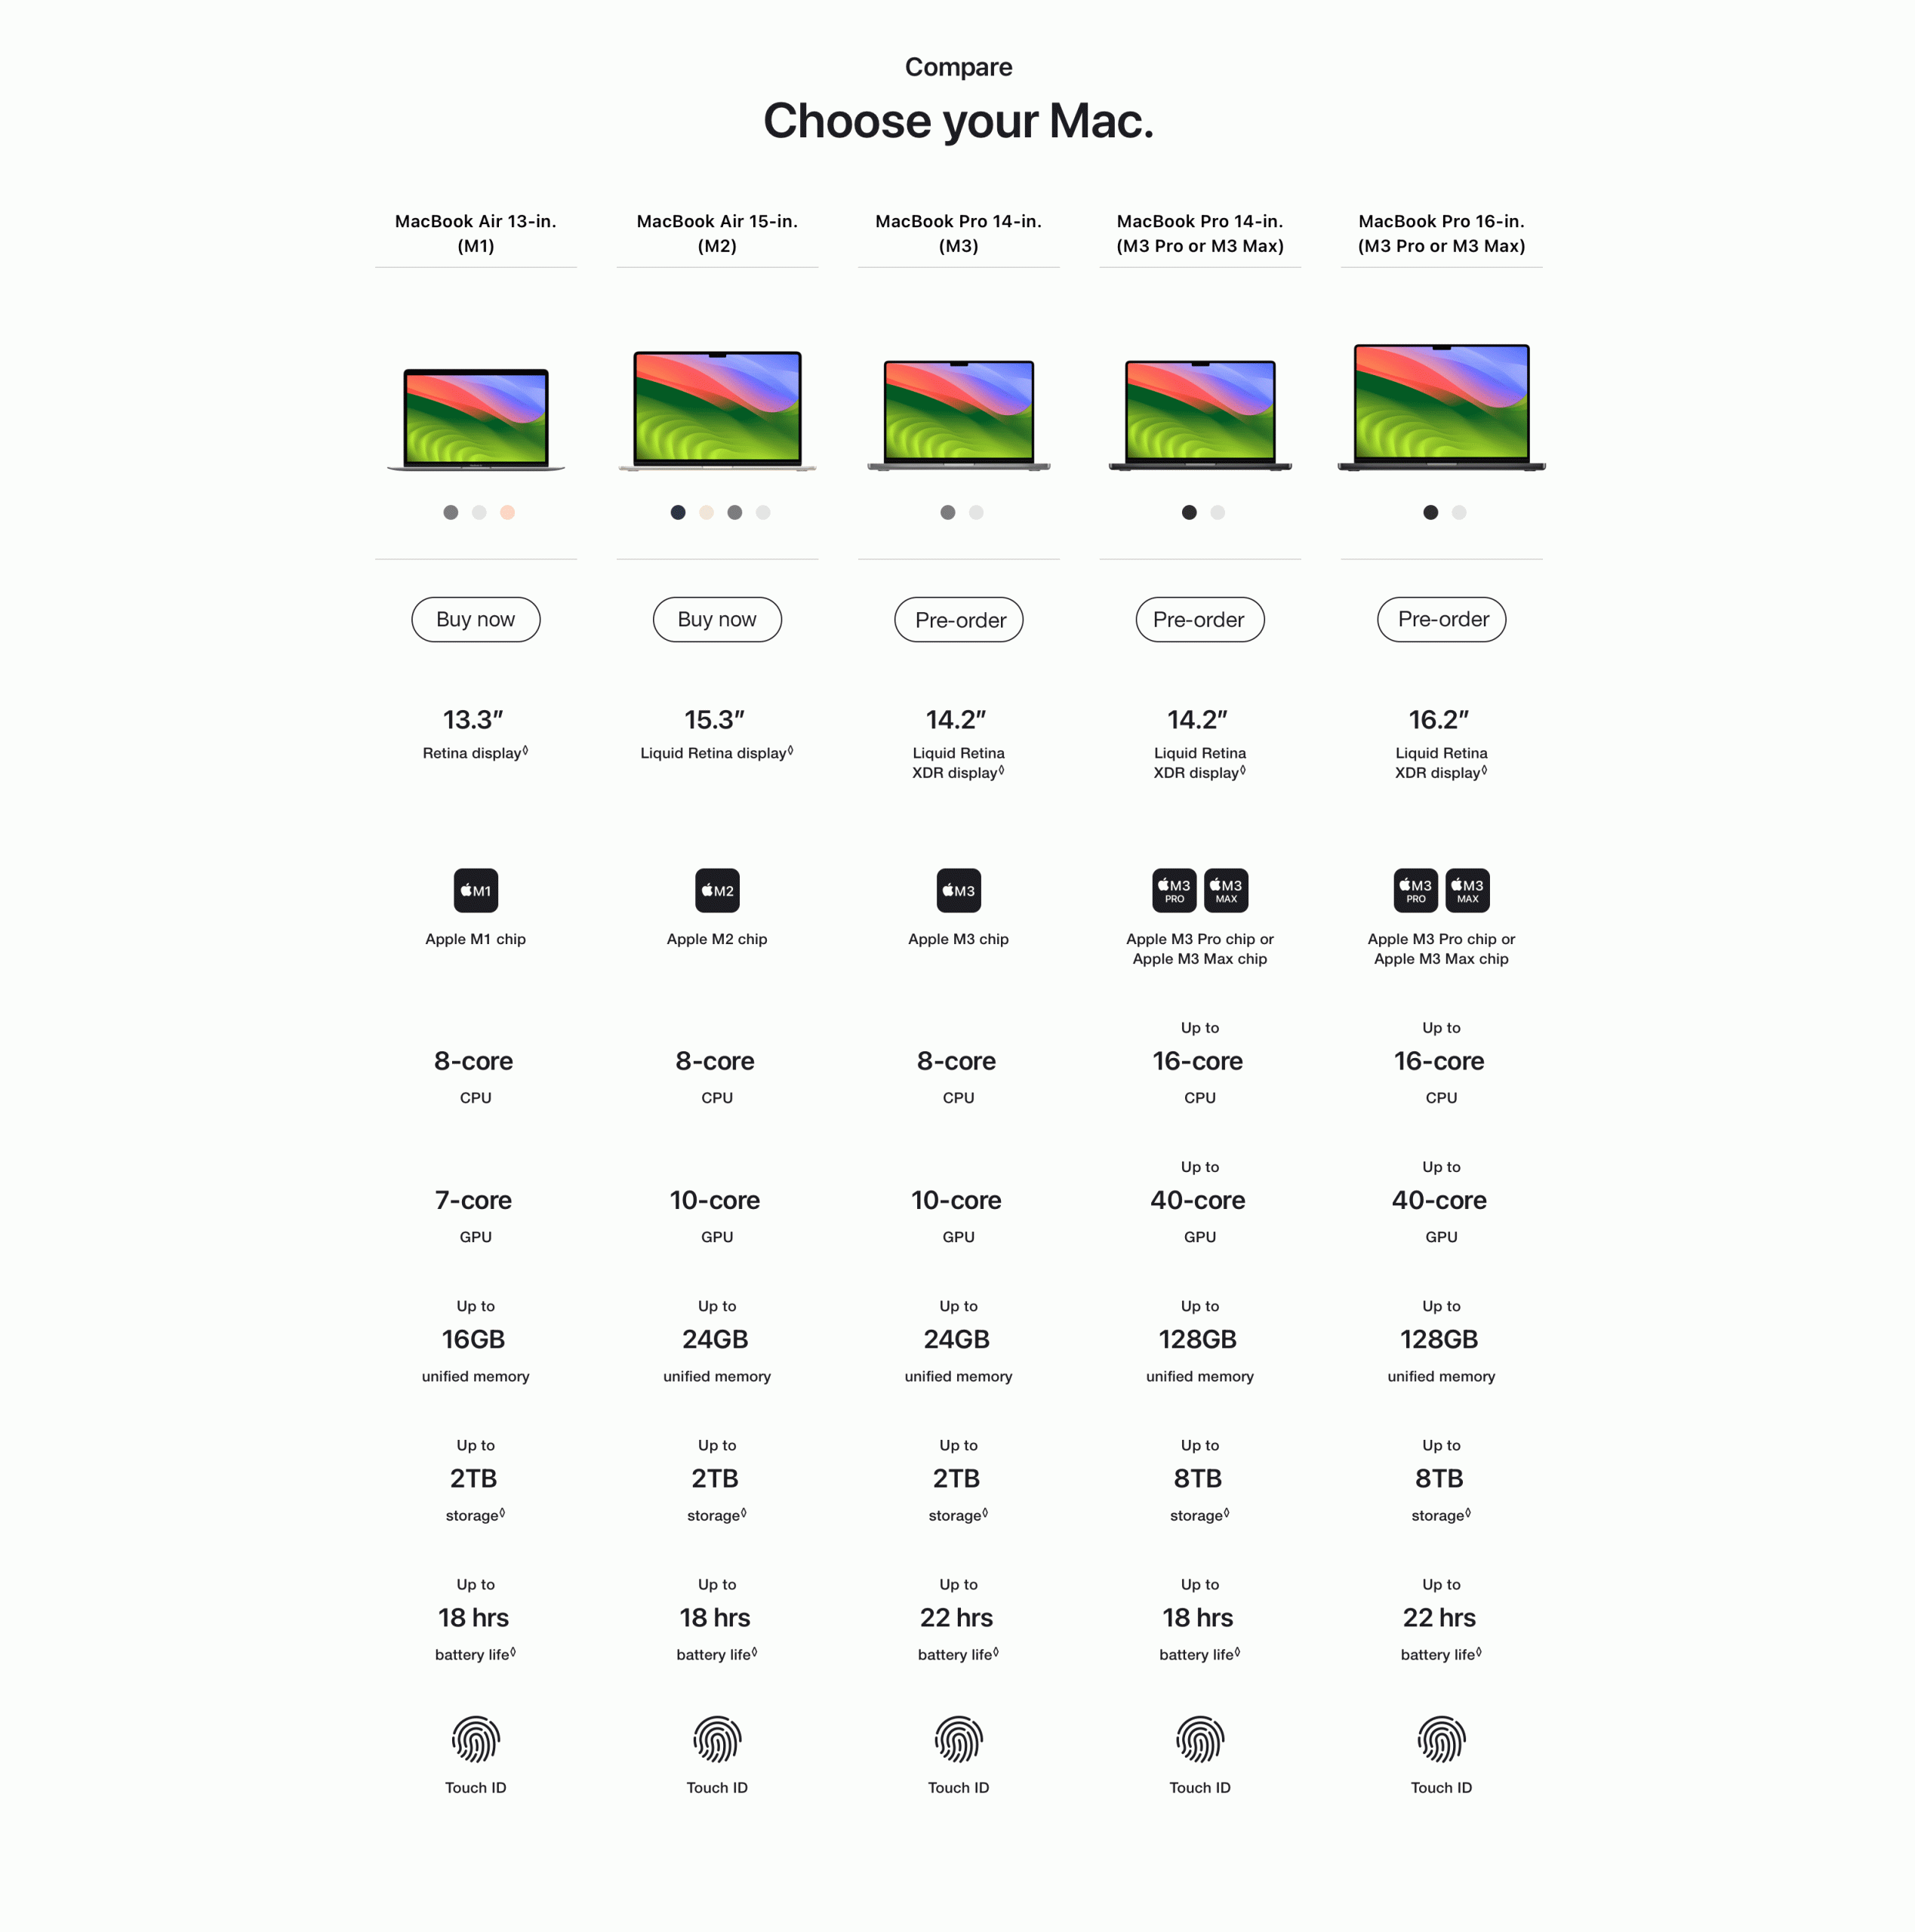 Compare
Choose your Mac.
MacBook Air 13-in.
(M1)
MacBook Air 15-in.
(M2)
MacBook Pro 14-in.
(M3)
MacBook Pro 14-in.
(M3 Pro or M3 Max)
MacBook Pro 16-in.
(M3 Pro or M3 Max)
Buy now
Buy now
Pre-order
Pre-order
Pre-order
13.3″
Retina display◊
15.3″
Liquid Retina display◊
14.2″
Liquid Retina
XDR display◊
14.2″
Liquid Retina
XDR display◊
16.2″
Liquid Retina
XDR display◊
M1
Apple M1 chip
M2
Apple M2 chip
M3
Apple M3 chip
M3
PRO
M3
MAX
Apple M3 Pro chip or
Apple M3 Max chip
M3
PRO
M3
MAX
Apple M3 Pro chip or
Apple M3 Max chip
8-core
CPU
8-core
CPU
8-core
CPU
Up to
16-core
CPU
Up to
16-core
CPU
7-core
GPU
10-core
GPU
10-core
GPU
Up to
40-core
GPU
Up to
40-core
GPU
Up to
16GB
unified memory
Up to
24GB
unified memory
Up to
24GB
unified memory
Up to
128GB
unified memory
Up to
128GB
unified memory
Up to
2TB
storage◊
Up to
2TB
storage◊
Up to
2TB
storage◊
Up to
8TB
storage◊
Up to
8TB
storage◊
Up to
18 hrs
battery life◊
Up to
18 hrs
battery life◊
Up to
22 hrs
battery life◊
Up to
18 hrs
battery life◊
Up to
22 hrs
battery life◊
Touch ID
Touch ID
Touch ID
Touch ID
Touch ID